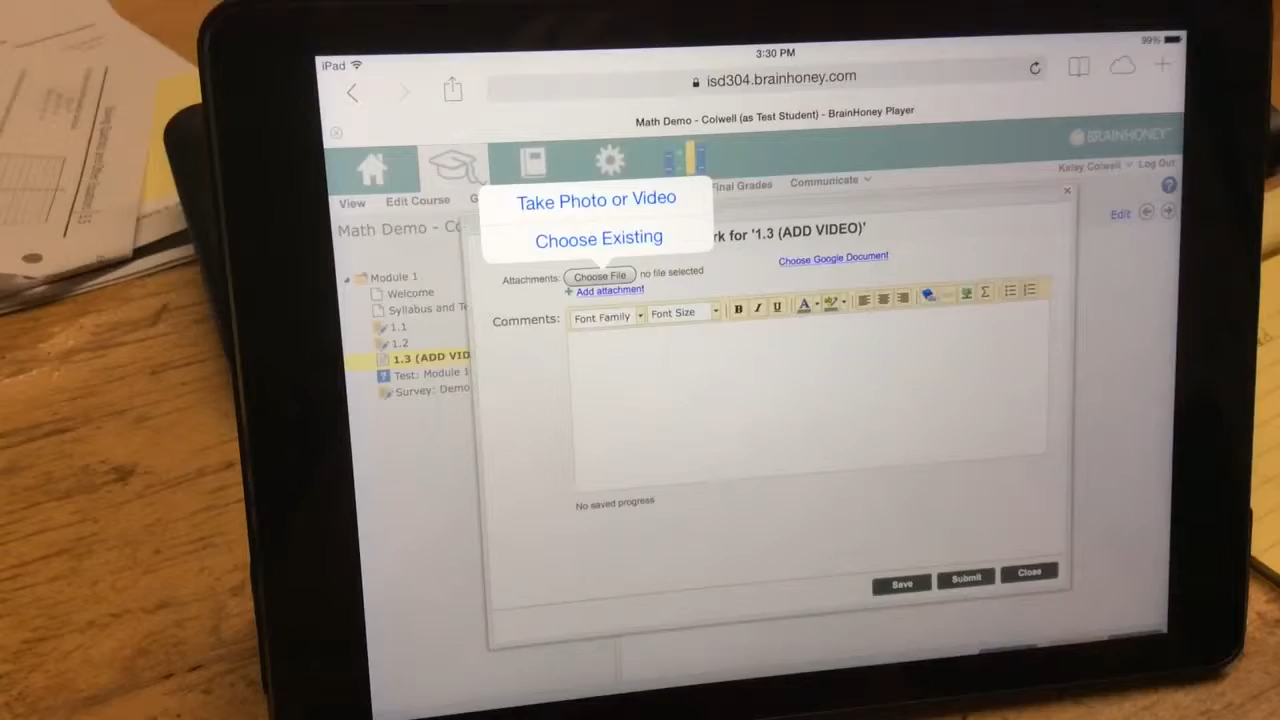 iPad
3:30 PM
99%
isd304.brainhoney.com
Math Demo - Colwell (as Test Student) - BrainHoney Player
BRAINHONEY
Kelsy Colwell Log Out
View Edit Course G
Final Grades Communicate
Take Photo or Video
Choose Existing
Math Demo - Co
rk for '1.3 (ADD VIDEO)'
Edit
Choose Google Document
Attachments: Choose File no file selected
+ Add attachment
Comments: Font Family Font Size B I U A
Module 1
Welcome
Syllabus and Te
1.1
1.2
1.3 (ADD VID
Test: Module 1
Survey: Demo
No saved progress
Save Submit Close